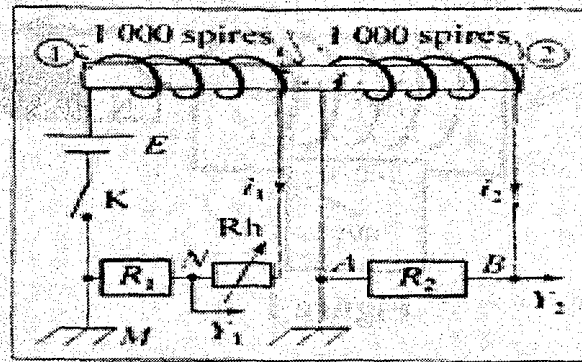 1 1 000 spires 1 000 spires 2
E
K i₁ i₂
Rh
R₁ N A R₂ B
M Y₁ Y₂